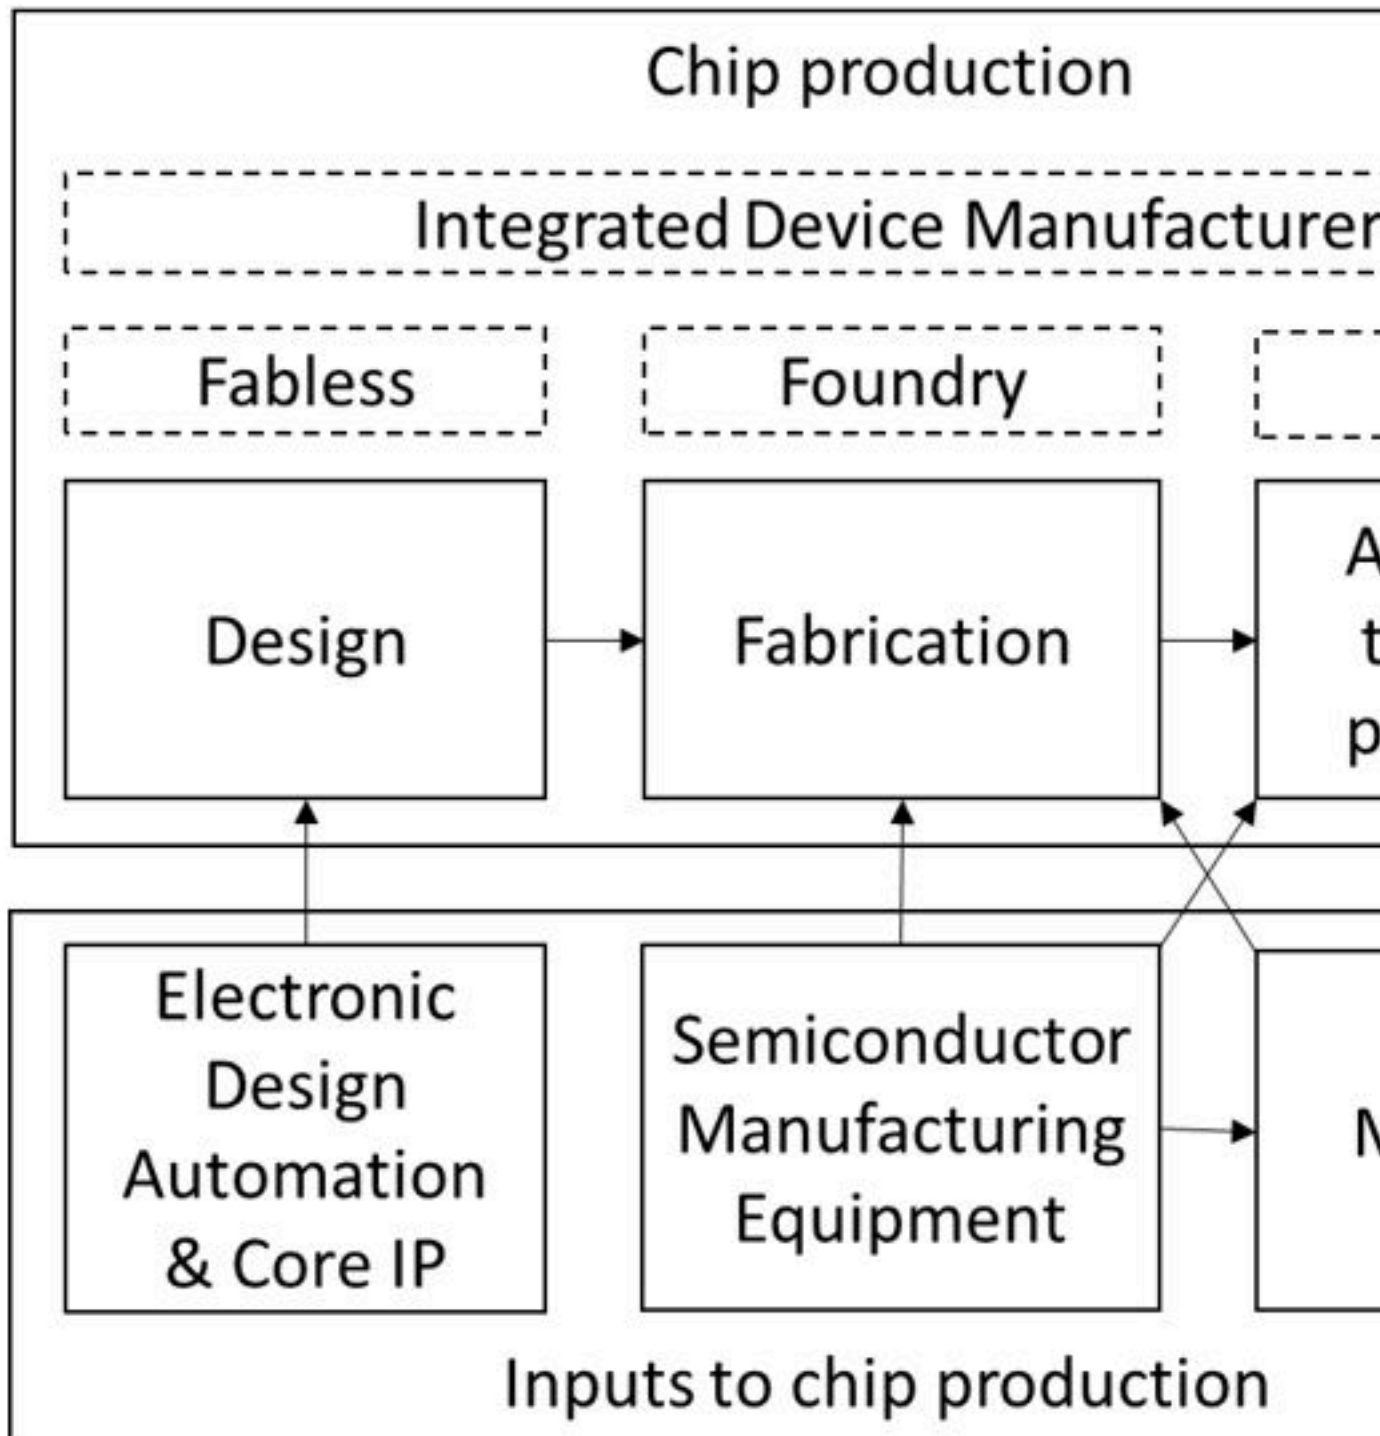 Chip production
Integrated Device Manufacturer
Fabless
Foundry
Design
Fabrication
Electronic
Design
Automation
& Core IP
Semiconductor
Manufacturing
Equipment
Inputs to chip production